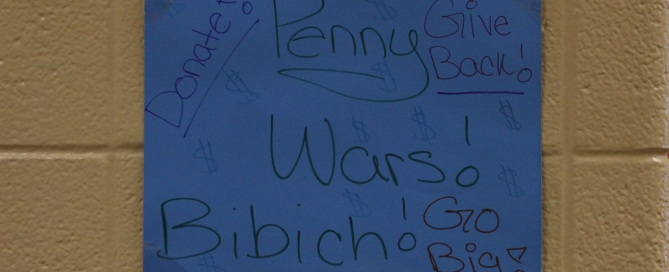 Donate!
Penny
Give
Back!
Wars!
Bibich!
Go
Big!